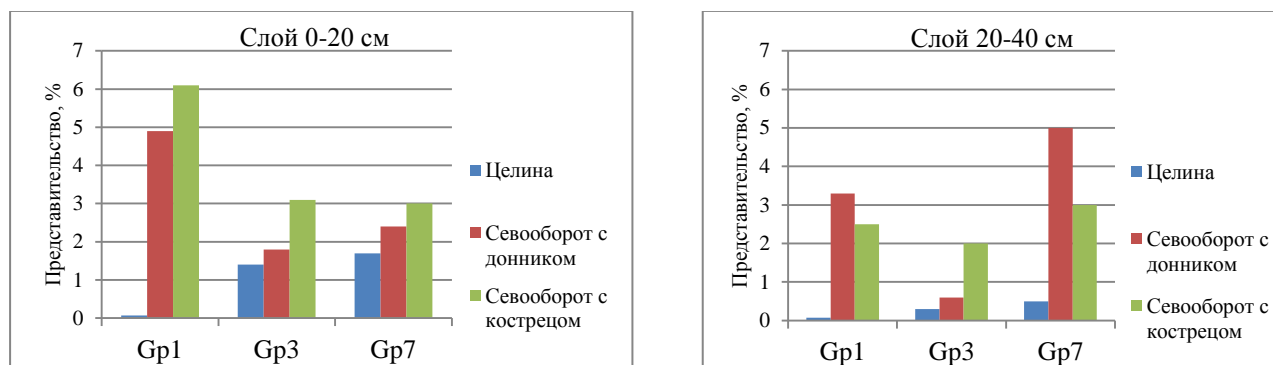 Слой 0-20 см
Представительство, %
7
6
5
4
3
2
1
0
Gp1 Gp3 Gp7
Целина
Севооборот с
донником
Севооборот с
кострецом
Слой 20-40 см
Представительство, %
7
6
5
4
3
2
1
0
Gp1 Gp3 Gp7
Целина
Севооборот с
донником
Севооборот с
кострецом